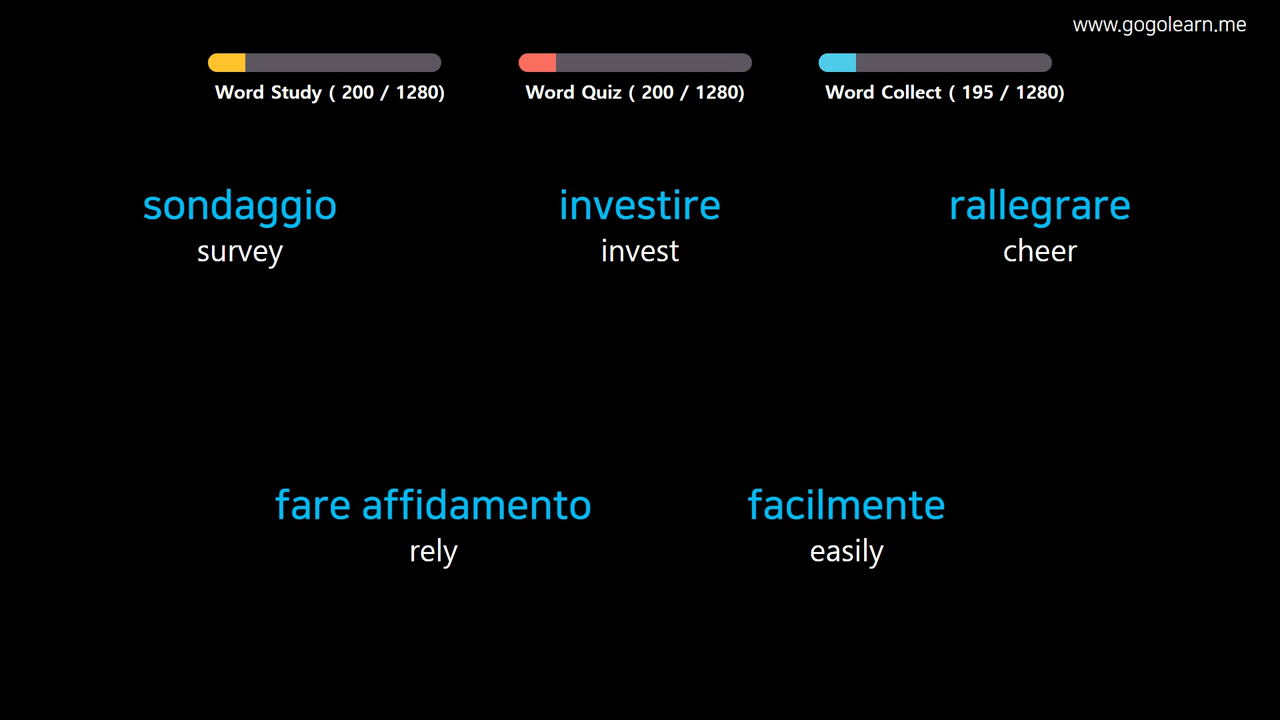 www.gogolearn.me
Word Study ( 200 / 1280)
Word Quiz ( 200 / 1280)
Word Collect ( 195 / 1280)
sondaggio
survey
investire
invest
rallegrare
cheer
fare affidamento
rely
facilmente
easily